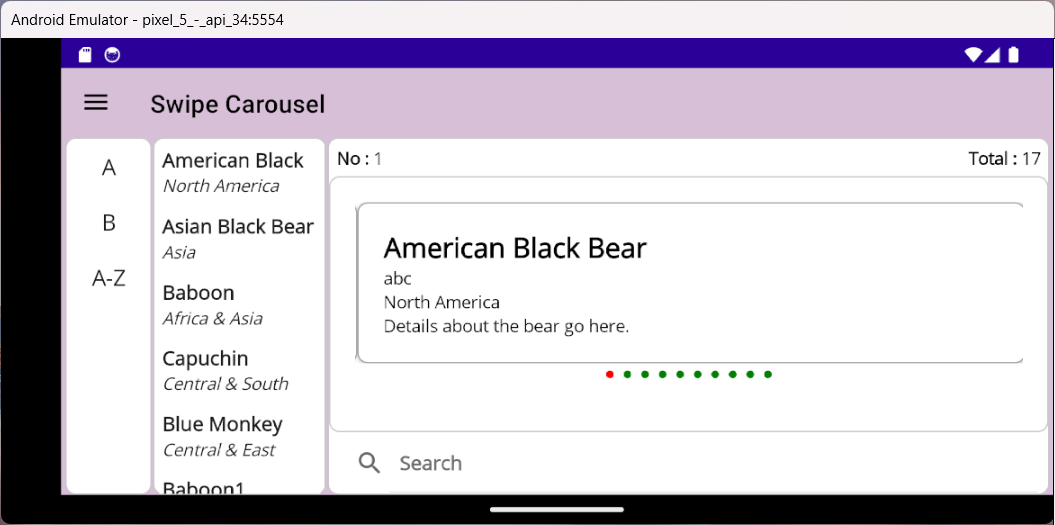 Android Emulator - pixel_5_-_api_34:5554
Swipe Carousel
A
B
A-Z
American Black
North America
Asian Black Bear
Asia
Baboon
Africa & Asia
Capuchin
Central & South
Blue Monkey
Central & East
Baboon1
No : 1
Total : 17
American Black Bear
abc
North America
Details about the bear go here.
Search